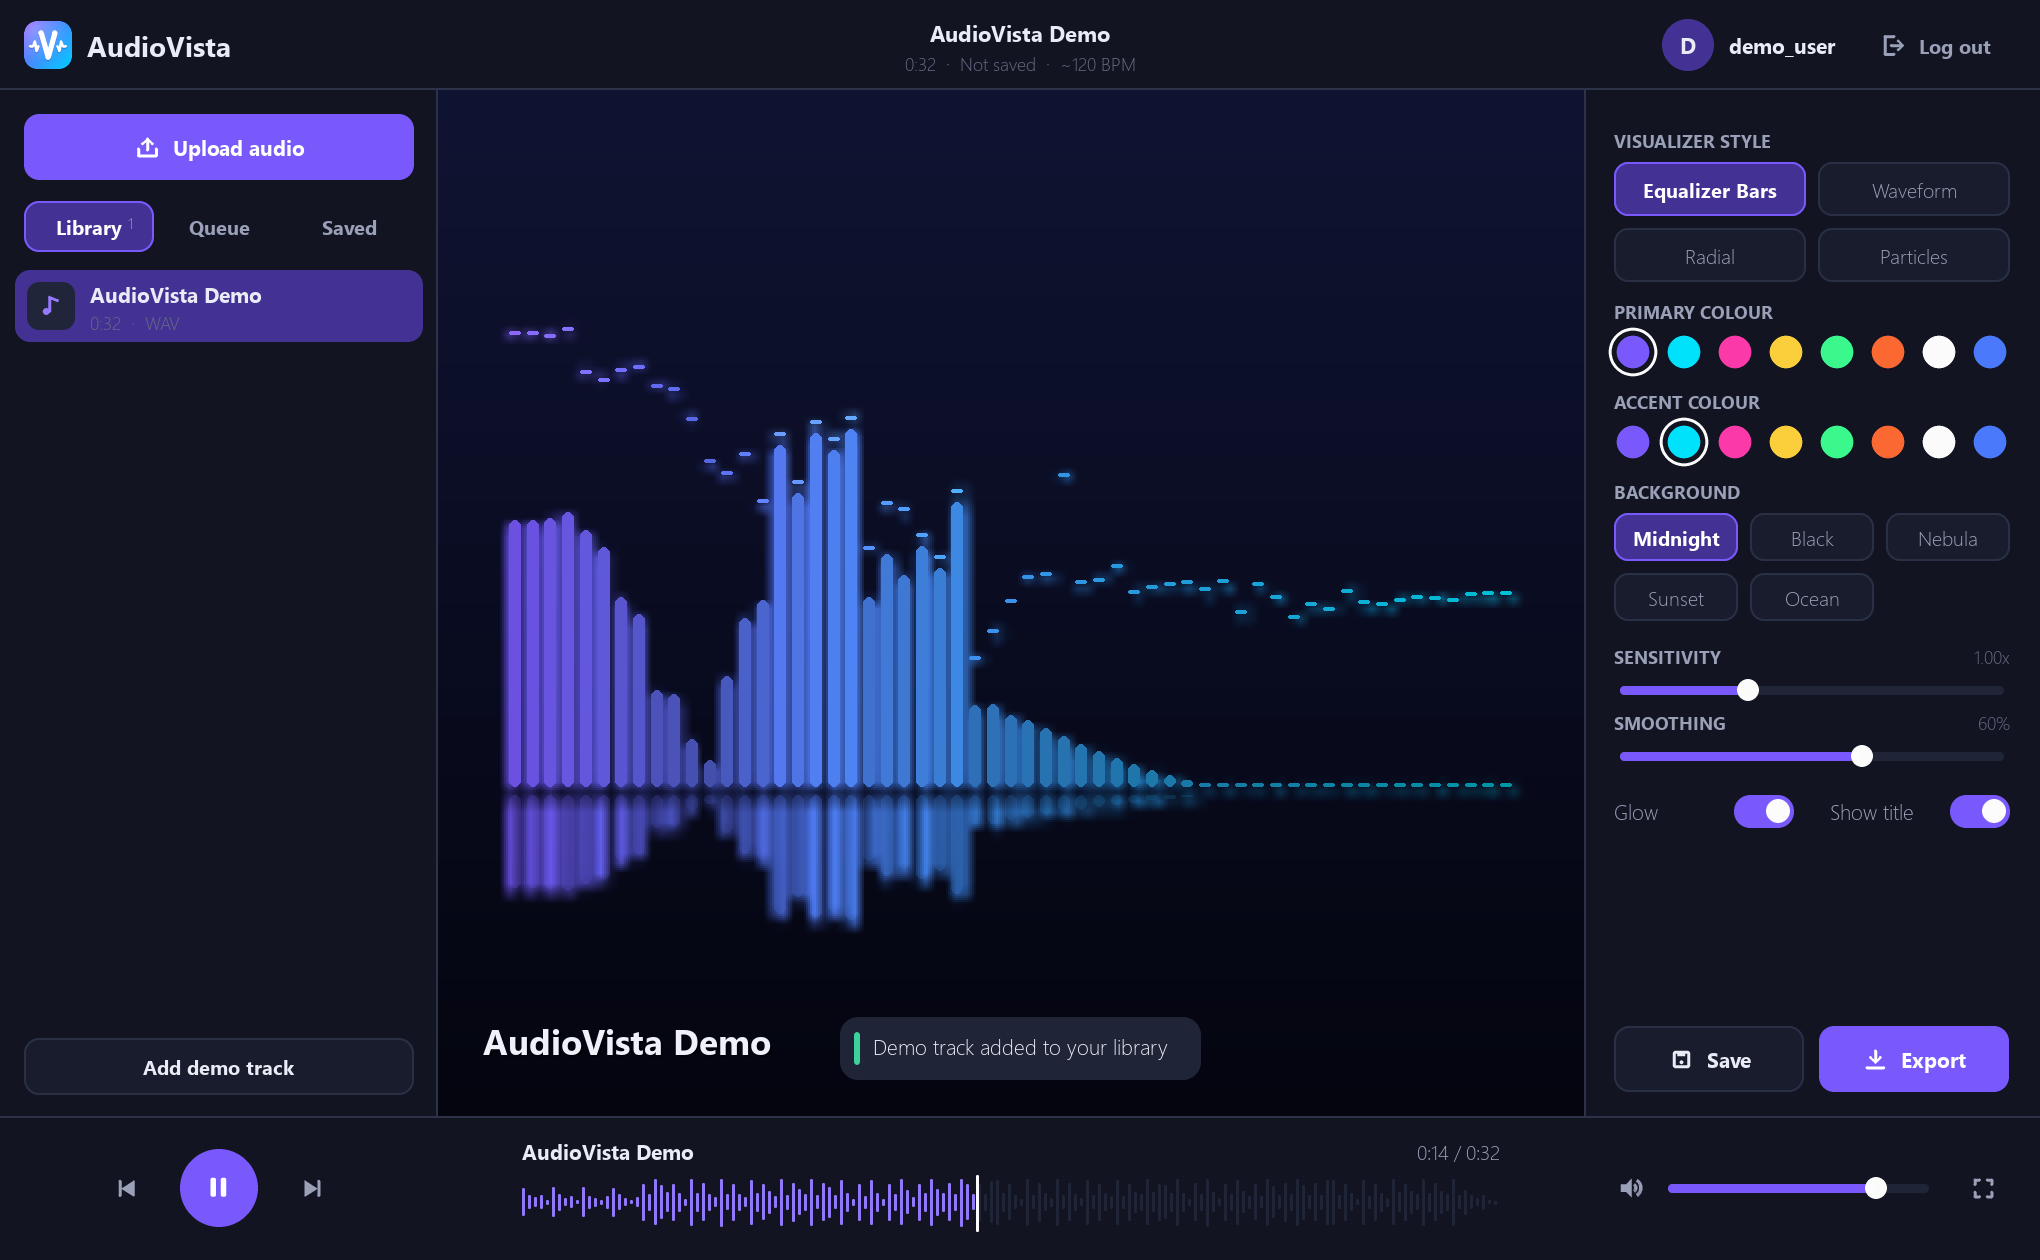 AudioVista
AudioVista Demo
0:32 · Not saved · ~120 BPM
D demo_user
Log out
Upload audio
Library 1
Queue
Saved
AudioVista Demo
0:32 · WAV
Add demo track
AudioVista Demo
Demo track added to your library
VISUALIZER STYLE
Equalizer Bars
Waveform
Radial
Particles
PRIMARY COLOUR
ACCENT COLOUR
BACKGROUND
Midnight
Black
Nebula
Sunset
Ocean
SENSITIVITY 1.00x
SMOOTHING 60%
Glow
Show title
Save
Export
AudioVista Demo
0:14 / 0:32